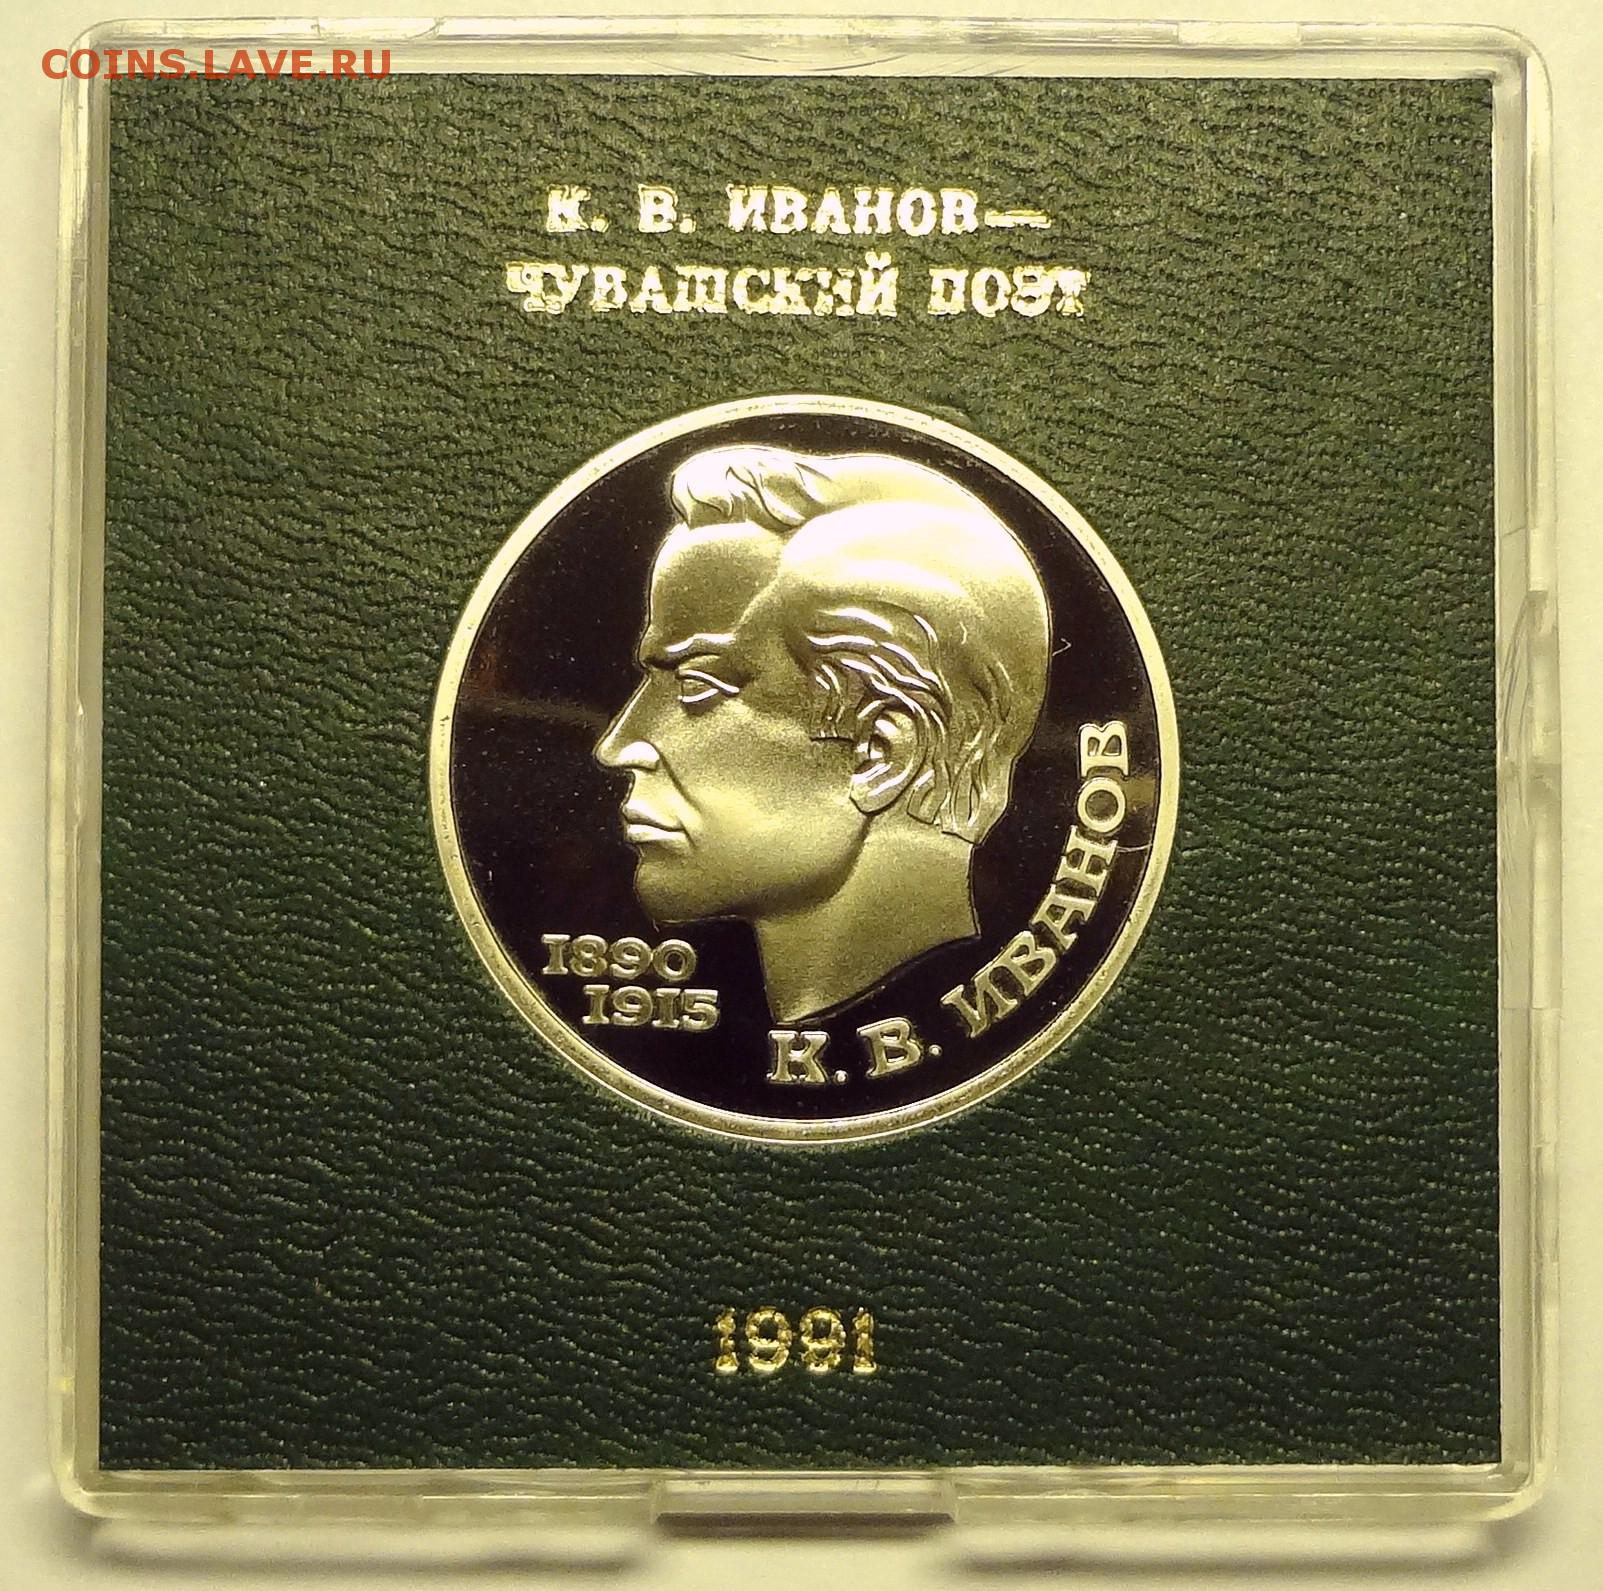 COINS.LAVE.RU
К. В. ИВАНОВ—
ЧУВАШСКИЙ ПОЭТ
1890
1915
К. В. ИВАНОВ
1991